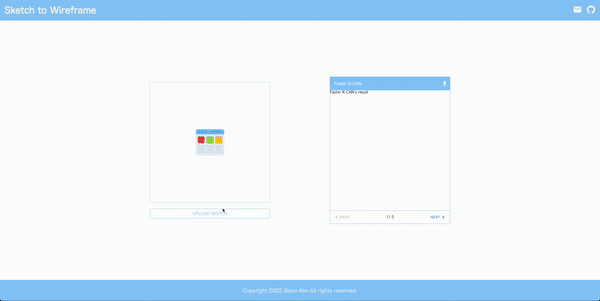 Sketch to Wireframe
Faster R-CNN
Faster R-CNN's result
UPLOAD SKETCH
BACK
1 / 5
NEXT
Copyright 2022.Sieun Kim.All rights reserved.